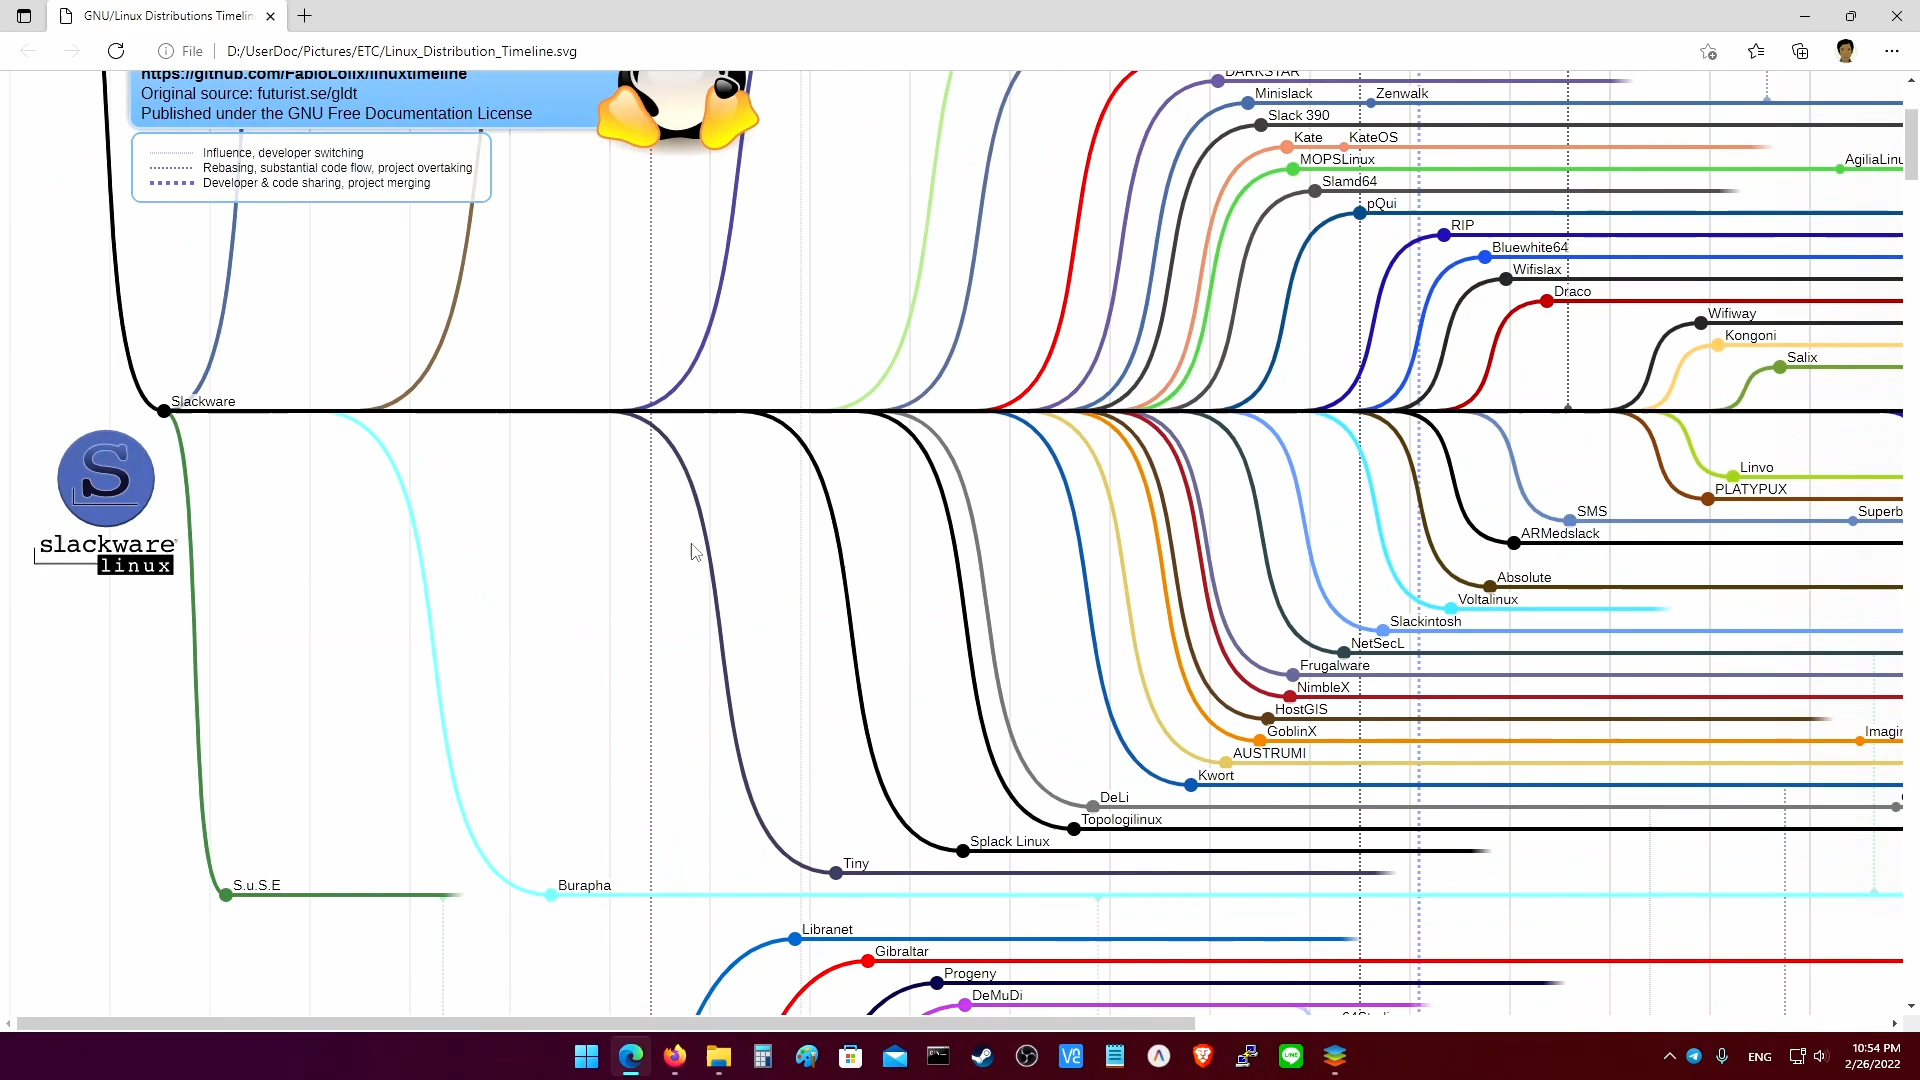 GNU/Linux Distributions Timelin
File
D:/UserDoc/Pictures/ETC/Linux_Distribution_Timeline.svg
https://github.com/FabioLolix/linuxtimeline
Original source: futurist.se/gldt
Published under the GNU Free Documentation License
Influence, developer switching
Rebasing, substantial code flow, project overtaking
Developer & code sharing, project merging
DARKSTAR
Minislack
Zenwalk
Slack 390
Kate
KateOS
MOPSLinux
AgiliaLinu
Slamd64
pQui
RIP
Bluewhite64
Wifislax
Draco
Wifiway
Kongoni
Salix
Slackware
S
slackware
linux
Linvo
PLATYPUX
SMS
Superb
ARMedslack
Absolute
Voltalinux
Slackintosh
NetSecL
Frugalware
NimbleX
HostGIS
GoblinX
Imagin
AUSTRUMI
Kwort
DeLi
Topologilinux
Splack Linux
Tiny
S.u.S.E
Burapha
Libranet
Gibraltar
Progeny
DeMuDi
ENG
10:54 PM
2/26/2022